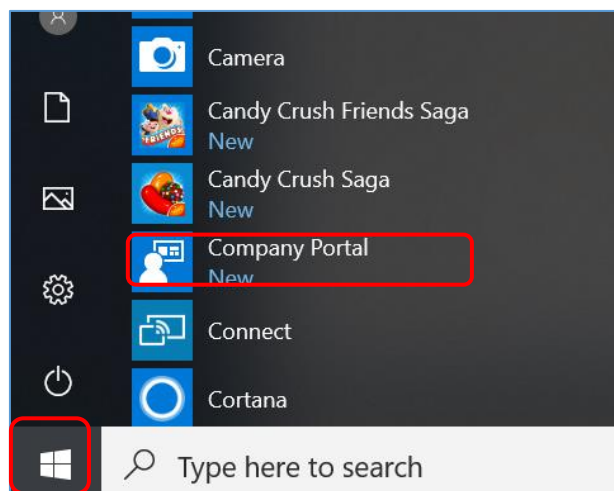 Camera
Candy Crush Friends Saga
New
Candy Crush Saga
New
Company Portal
New
Connect
Cortana
Type here to search